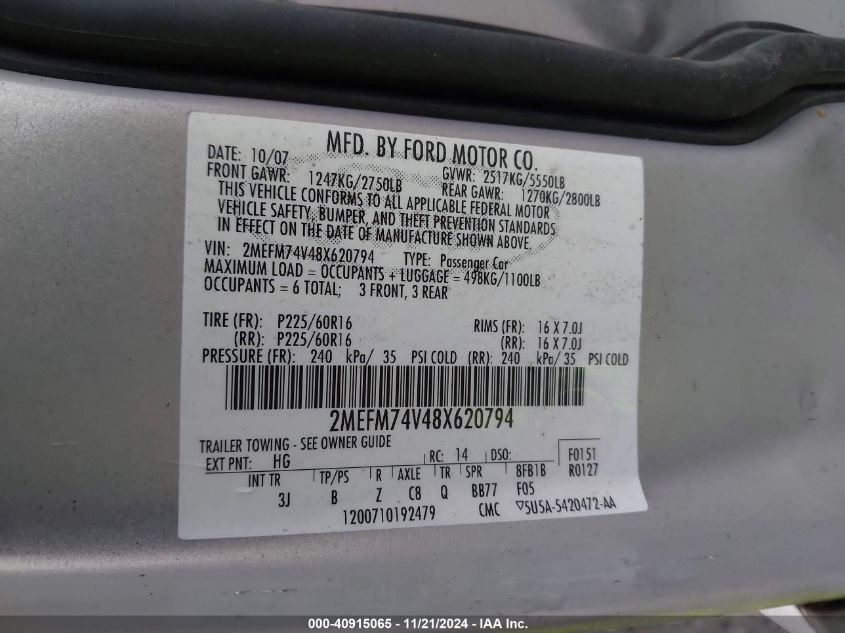 MFD. BY FORD MOTOR CO.
DATE: 10/07 GVWR: 2517KG/5550LB
FRONT GAWR: 1247KG/2750LB REAR GAWR: 1270KG/2800LB
THIS VEHICLE CONFORMS TO ALL APPLICABLE FEDERAL MOTOR
VEHICLE SAFETY, BUMPER, AND THEFT PREVENTION STANDARDS
IN EFFECT ON THE DATE OF MANUFACTURE SHOWN ABOVE.
VIN: 2MEFM74V48X620794 TYPE: Passenger Car
MAXIMUM LOAD = OCCUPANTS + LUGGAGE = 498KG/1100LB
OCCUPANTS = 6 TOTAL; 3 FRONT, 3 REAR
TIRE (FR): P225/60R16 RIMS (FR): 16 X 7.0J
(RR): P225/60R16 (RR): 16 X 7.0J
PRESSURE (FR): 240 kPa/ 35 PSI COLD (RR): 240 kPa/ 35 PSI COLD
2MEFM74V48X620794
TRAILER TOWING - SEE OWNER GUIDE
EXT PNT: HG RC: 14 DSO: F0151
R0127
INT TR TP/PS R AXLE TR SPR 8FB1B
3J B Z C8 Q BB77 F05
1200710192479 CMC ▽5U5A-5420472-AA
000-40915065 - 11/21/2024 - IAA Inc.